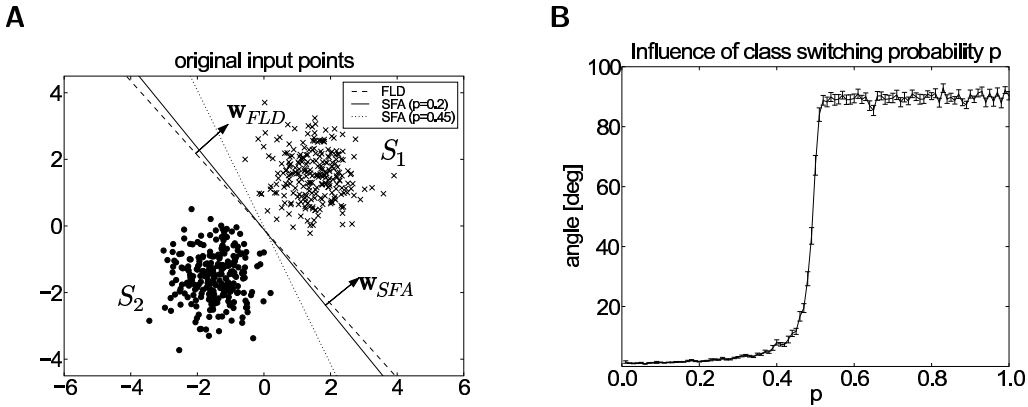 A
original input points
FLD
SFA (p=0.2)
SFA (p=0.45)
w_FLD
S_1
S_2
w_SFA
4
2
0
−2
−4
−6 −4 −2 0 2 4 6
B
Influence of class switching probability p
angle [deg]
100
80
60
40
20
0.0 0.2 0.4 0.6 0.8 1.0
p